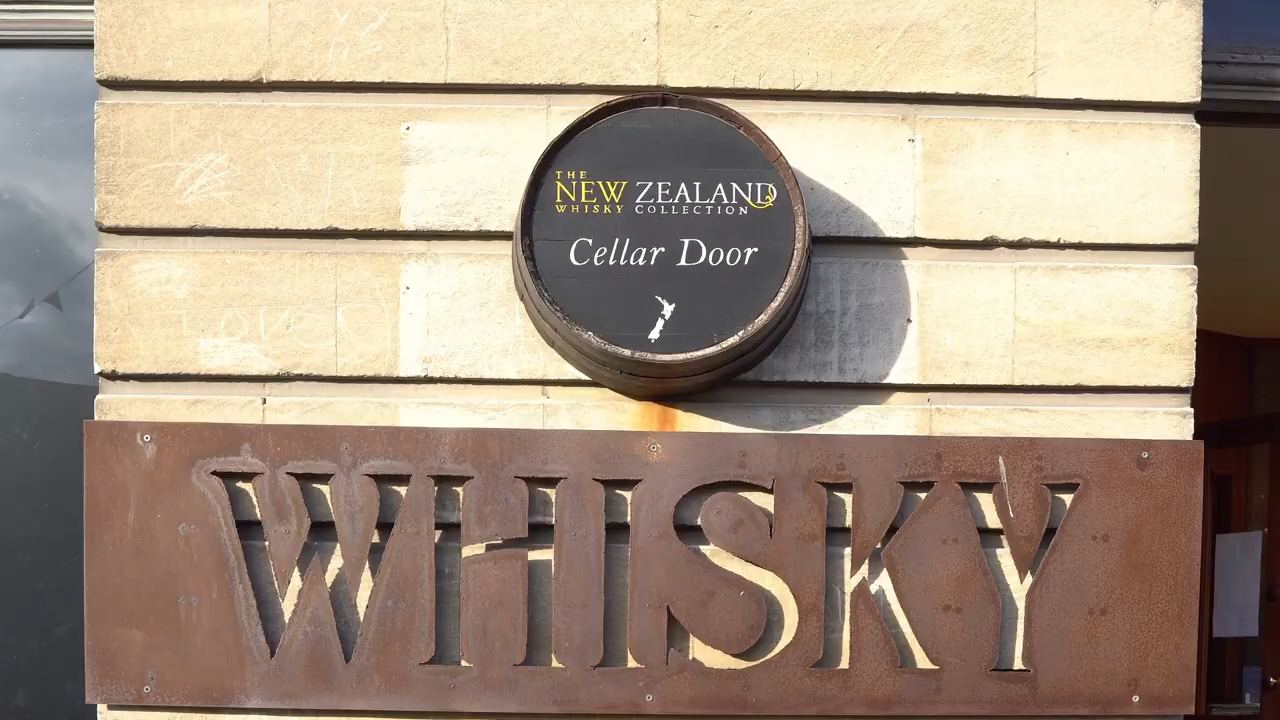 THE
NEW ZEALAND
WHISKY COLLECTION
Cellar Door
WHISKY